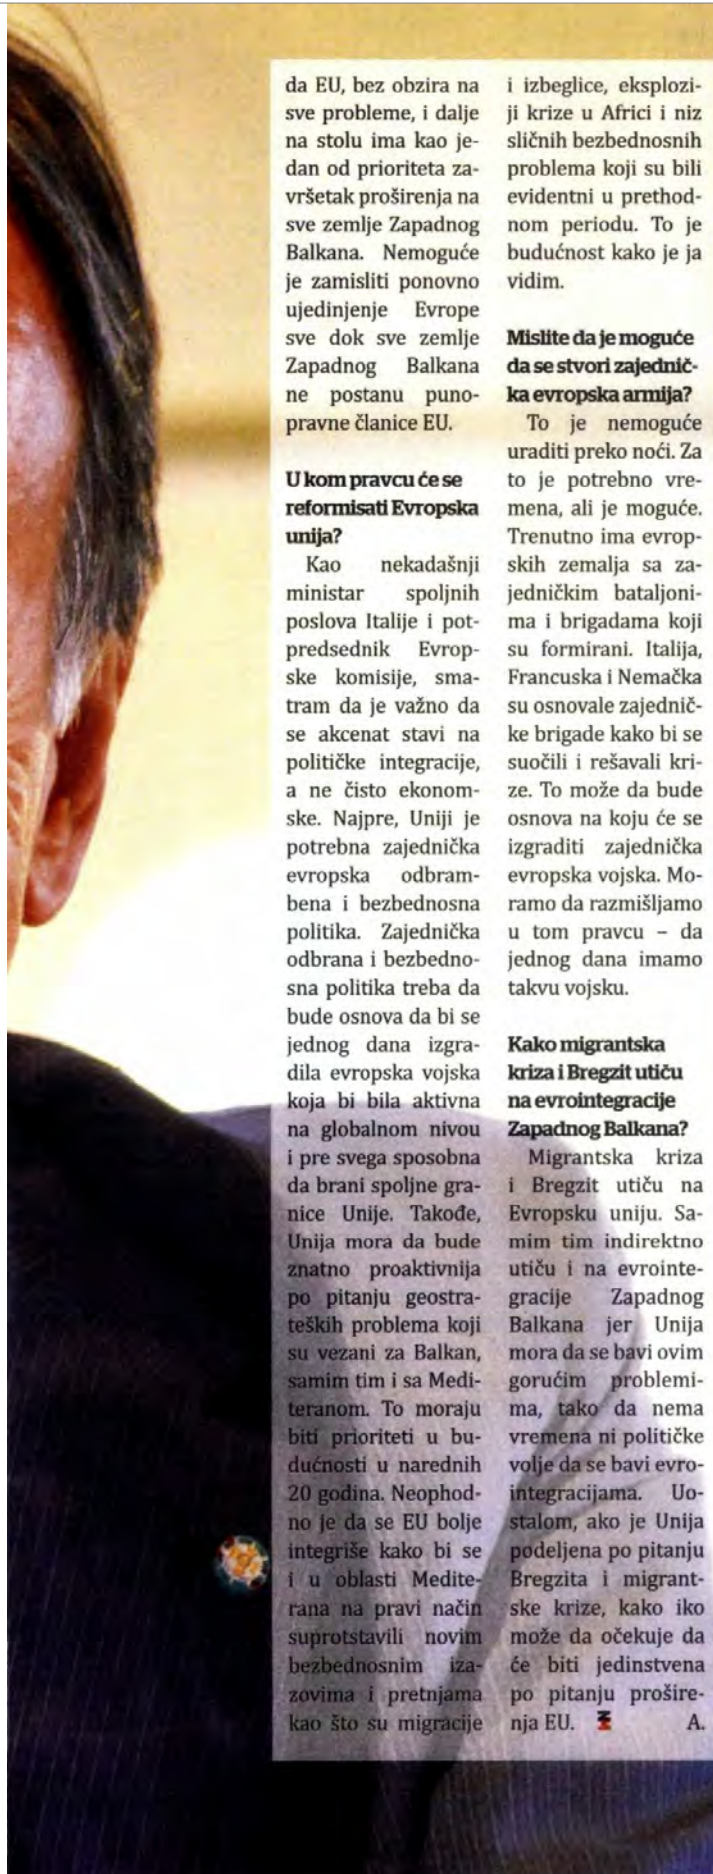 da EU, bez obzira na
sve probleme, i dalje
na stolu ima kao je-
dan od prioriteta za-
vršetak proširenja na
sve zemlje Zapadnog
Balkana. Nemoguće
je zamisliti ponovno
ujedinjenje Evrope
sve dok sve zemlje
Zapadnog Balkana
ne postanu puno-
pravne članice EU.
U kom pravcu će se
reformisati Evropska
unija?
Kao nekadašnji
ministar spoljnih
poslova Italije i pot-
predsednik Evrop-
ske komisije, sma-
tram da je važno da
se akcenat stavi na
političke integracije,
a ne čisto ekonom-
ske. Najpre, Uniji je
potrebna zajednička
evropska odbram-
bena i bezbednosna
politika. Zajednička
odbrana i bezbedno-
sna politika treba da
bude osnova da bi se
jednog dana izgra-
dila evropska vojska
koja bi bila aktivna
na globalnom nivou
i pre svega sposobna
da brani spoljne gra-
nice Unije. Takođe,
Unija mora da bude
znatno proaktivnija
po pitanju geostra-
teških problema koji
su vezani za Balkan,
samim tim i sa Medi-
teranom. To moraju
biti prioriteti u bu-
dućnosti u narednih
20 godina. Neophod-
no je da se EU bolje
integriše kako bi se
i u oblasti Medite-
rana na pravi način
suprotstavili novim
bezbednosnim iza-
zovima i pretnjama
kao što su migracije
i izbeglice, eksplozi-
ji krize u Africi i niz
sličnih bezbednosnih
problema koji su bili
evidentni u prethod-
nom periodu. To je
budućnost kako je ja
vidim.
Mislite da je moguće
da se stvori zajednič-
ka evropska armija?
To je nemoguće
uraditi preko noći. Za
to je potrebno vre-
mena, ali je moguće.
Trenutno ima evrop-
skih zemalja sa za-
jedničkim bataljoni-
ma i brigadama koji
su formirani. Italija,
Francuska i Nemačka
su osnovale zajednič-
ke brigade kako bi se
suočili i rešavali kri-
ze. To može da bude
osnova na koju će se
izgraditi zajednička
evropska vojska. Mo-
ramo da razmišljamo
u tom pravcu – da
jednog dana imamo
takvu vojsku.
Kako migrantska
kriza i Bregzit utiču
na evrointegracije
Zapadnog Balkana?
Migrantska kriza
i Bregzit utiču na
Evropsku uniju. Sa-
mim tim indirektno
utiču i na evrointe-
gracije Zapadnog
Balkana jer Unija
mora da se bavi ovim
gorućim problemi-
ma, tako da nema
vremena ni političke
volje da se bavi evro-
integracijama. Uo-
stalom, ako je Unija
podeljena po pitanju
Bregzita i migrant-
ske krize, kako iko
može da očekuje da
će biti jedinstvena
po pitanju prošire-
nja EU. A.